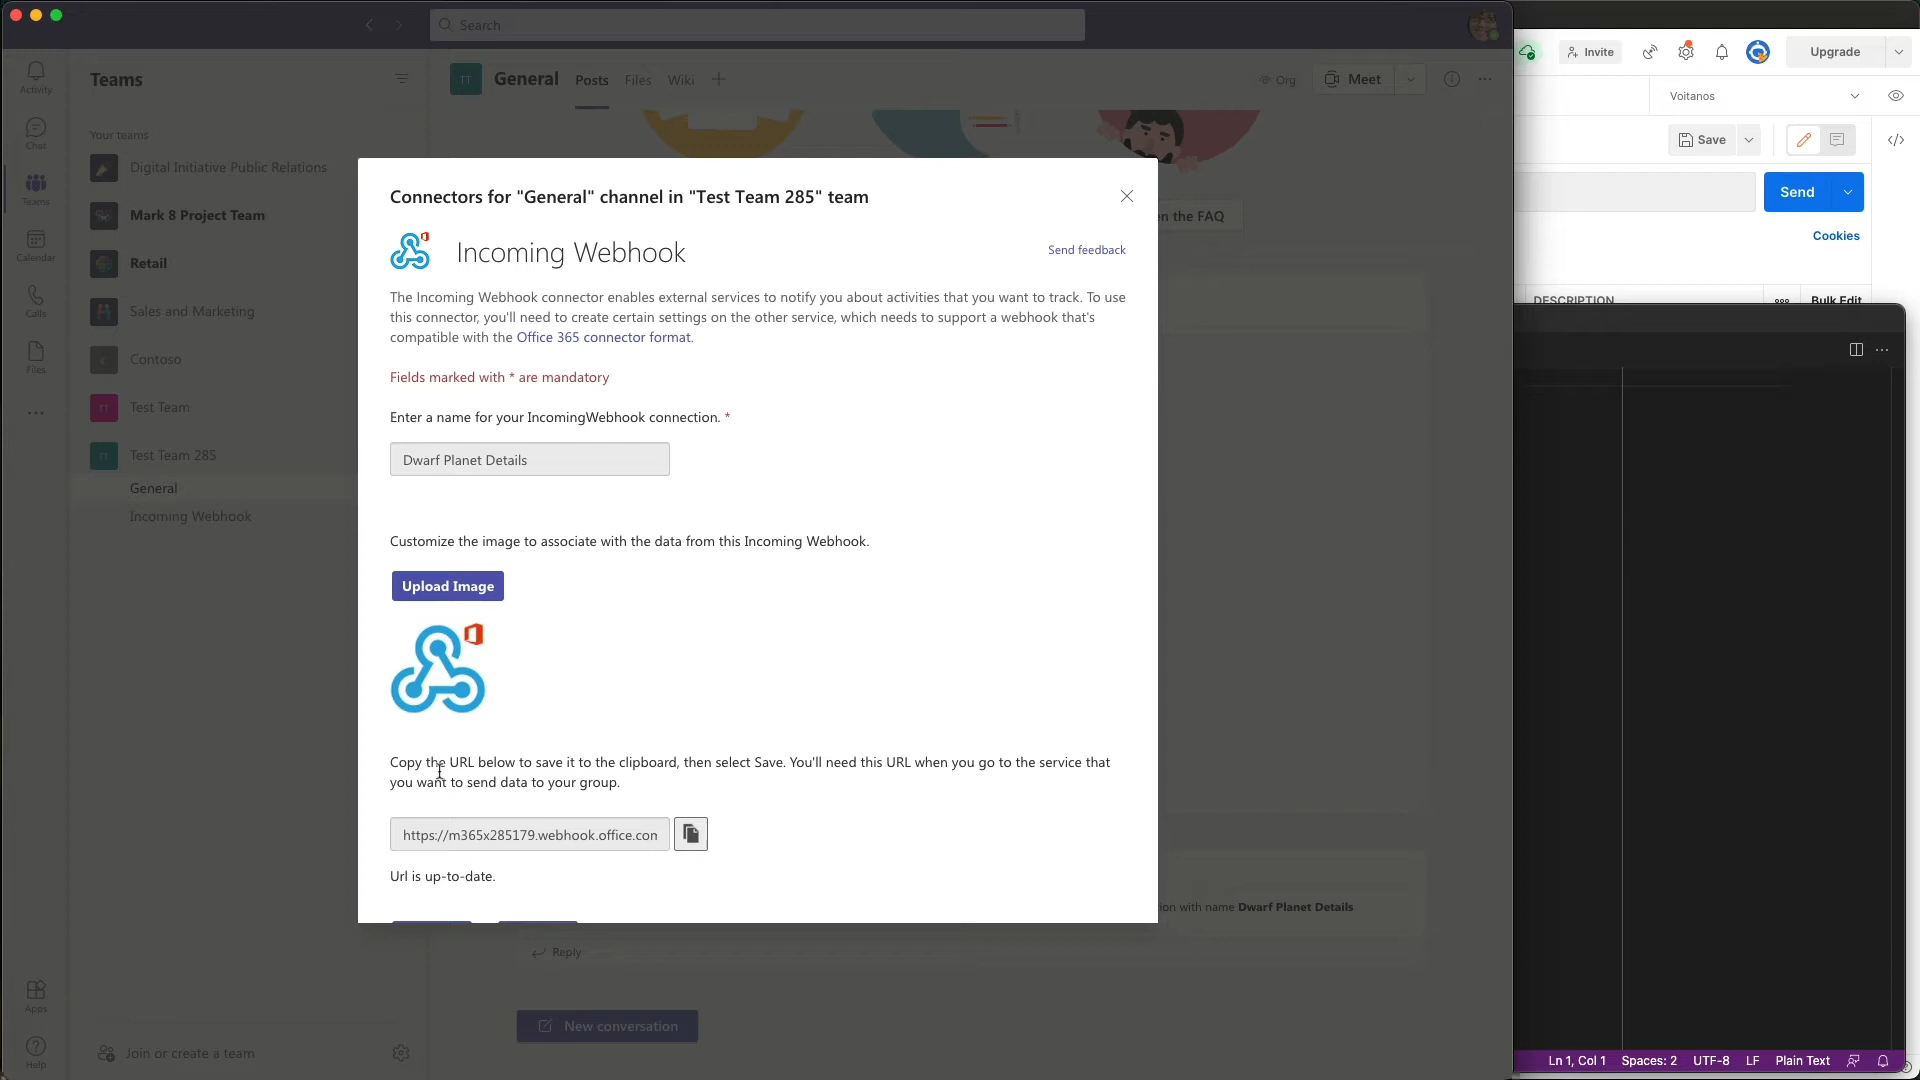 Search
Invite
Upgrade
Activity
Teams
General
Posts
Files
Wiki
Org
Meet
Voitanos
Your teams
Chat
Digital Initiative Public Relations
Save
Connectors for "General" channel in "Test Team 285" team
Teams
Mark 8 Project Team
en the FAQ
Send
Incoming Webhook
Send feedback
Cookies
Calendar
Retail
The Incoming Webhook connector enables external services to notify you about activities that you want to track. To use
this connector, you'll need to create certain settings on the other service, which needs to support a webhook that's
compatible with the Office 365 connector format.
DESCRIPTION
Bulk Edit
Calls
Sales and Marketing
Files
Contoso
Fields marked with * are mandatory
TT
Test Team
Enter a name for your IncomingWebhook connection. *
TT
Test Team 285
Dwarf Planet Details
General
Incoming Webhook
Customize the image to associate with the data from this Incoming Webhook.
Upload Image
Copy the URL below to save it to the clipboard, then select Save. You'll need this URL when you go to the service that
you want to send data to your group.
https://m365x285179.webhook.office.con
Url is up-to-date.
ion with name Dwarf Planet Details
Reply
Apps
New conversation
Join or create a team
Help
Ln 1, Col 1
Spaces: 2
UTF-8
LF
Plain Text